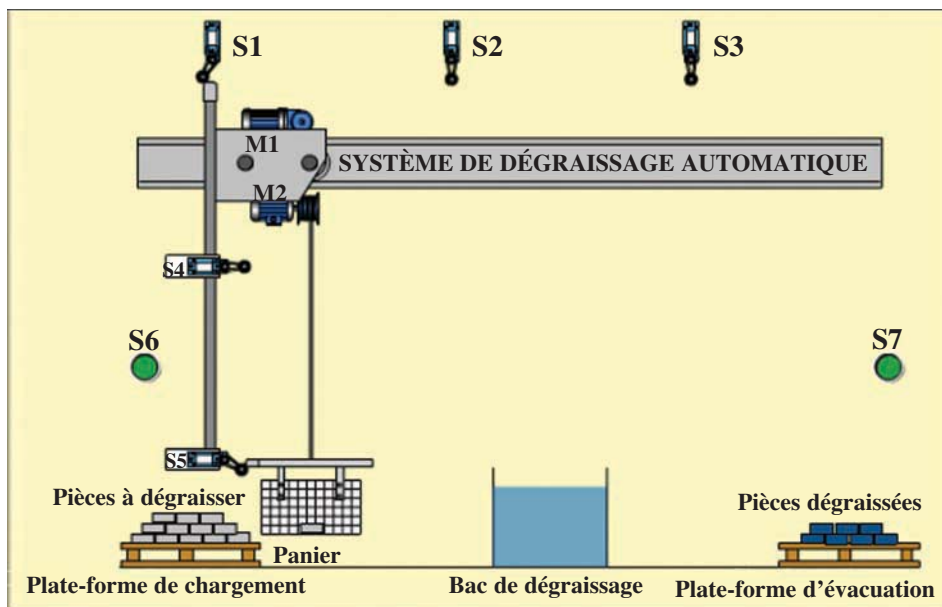 S1
S2
S3
M1
SYSTÈME DE DÉGRAISSAGE AUTOMATIQUE
M2
S4
S6
S7
S5
Pièces à dégraisser
Pièces dégraissées
Panier
Plate-forme de chargement
Bac de dégraissage
Plate-forme d’évacuation